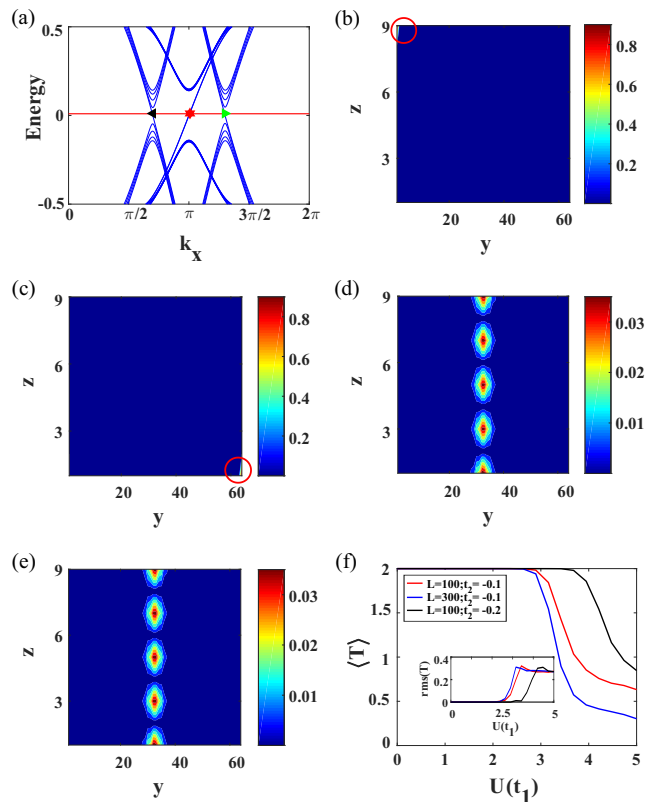 (a)
0.5
0
-0.5
Energy
0 π/2 π 3π/2 2π
k_x
(b)
9
6
3
z
20 40 60
y
0.8
0.6
0.4
0.2
(c)
9
6
3
z
20 40 60
y
0.8
0.6
0.4
0.2
(d)
9
6
3
z
20 40 60
y
0.03
0.02
0.01
(e)
9
6
3
z
20 40 60
y
0.03
0.02
0.01
(f)
2
1.5
1
0.5
0
⟨T⟩
L=100;t₂= -0.1
L=300;t₂= -0.1
L=100;t₂= -0.2
0.4
0.2
0
rms(T)
0 2.5 5
U(t₁)
0 1 2 3 4 5
U(t₁)